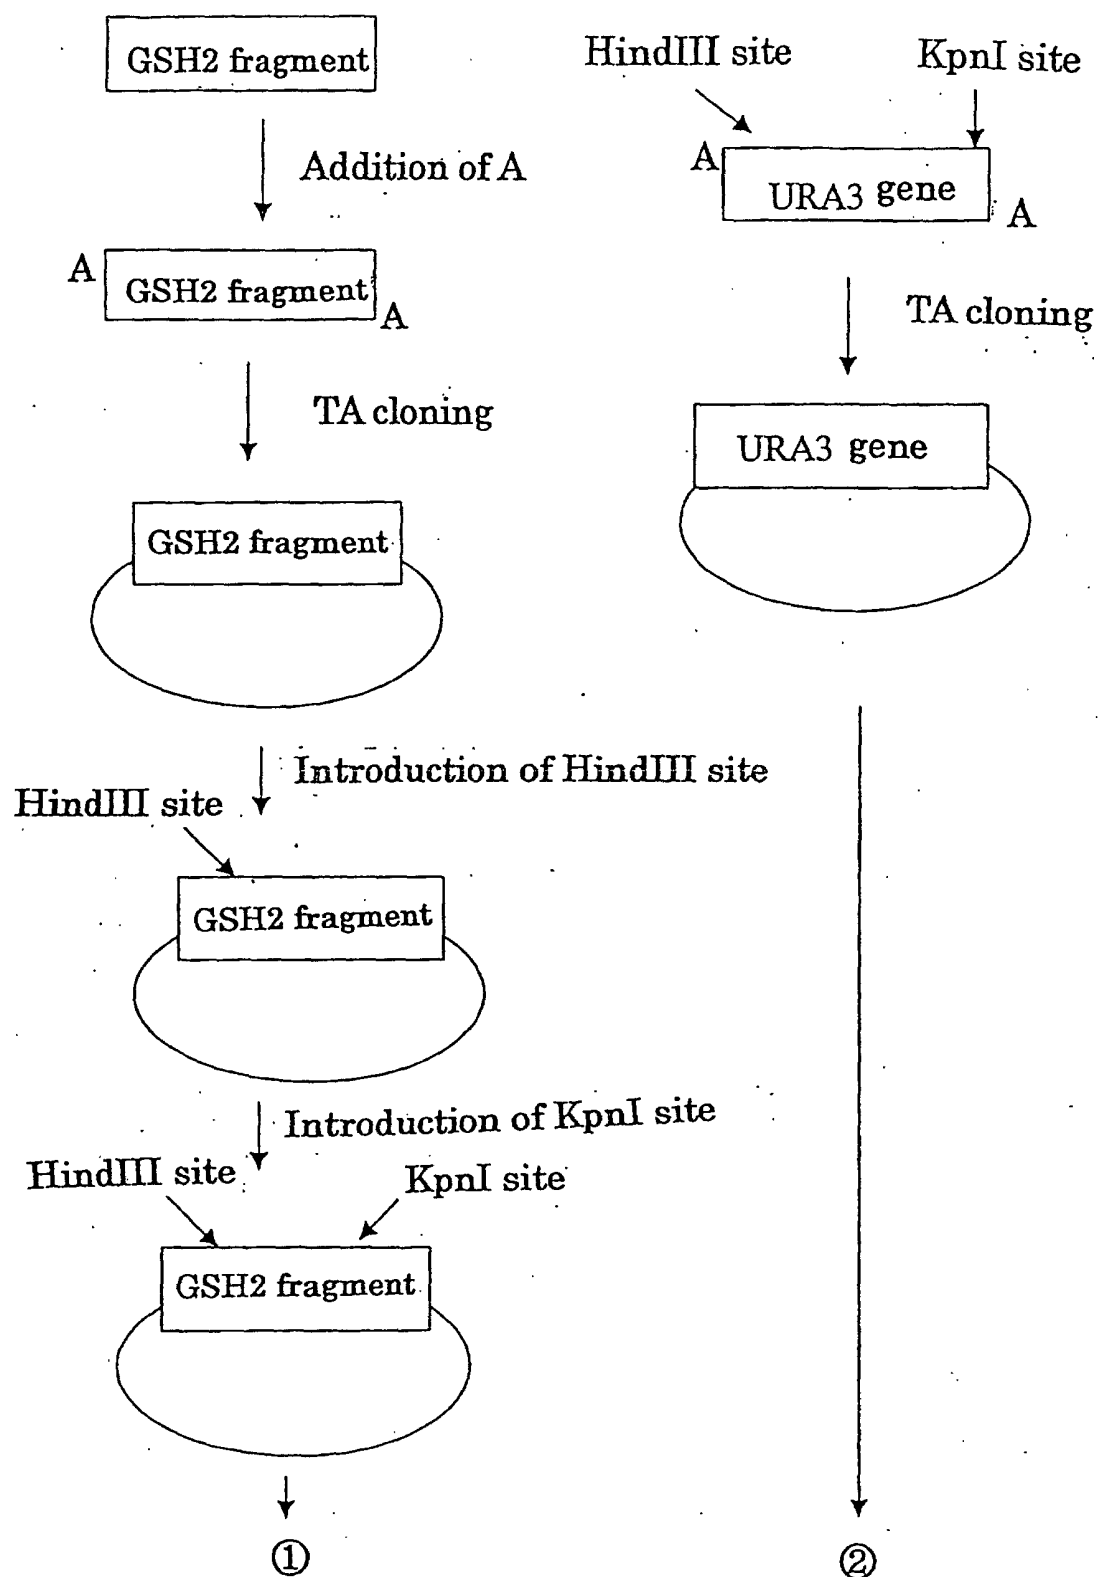 GSH2 fragment
Addition of A
A
GSH2 fragment
A
TA cloning
GSH2 fragment
Introduction of HindIII site
HindIII site
GSH2 fragment
Introduction of KpnI site
HindIII site
KpnI site
GSH2 fragment
①
HindIII site
KpnI site
A
URA3 gene
A
TA cloning
URA3 gene
②